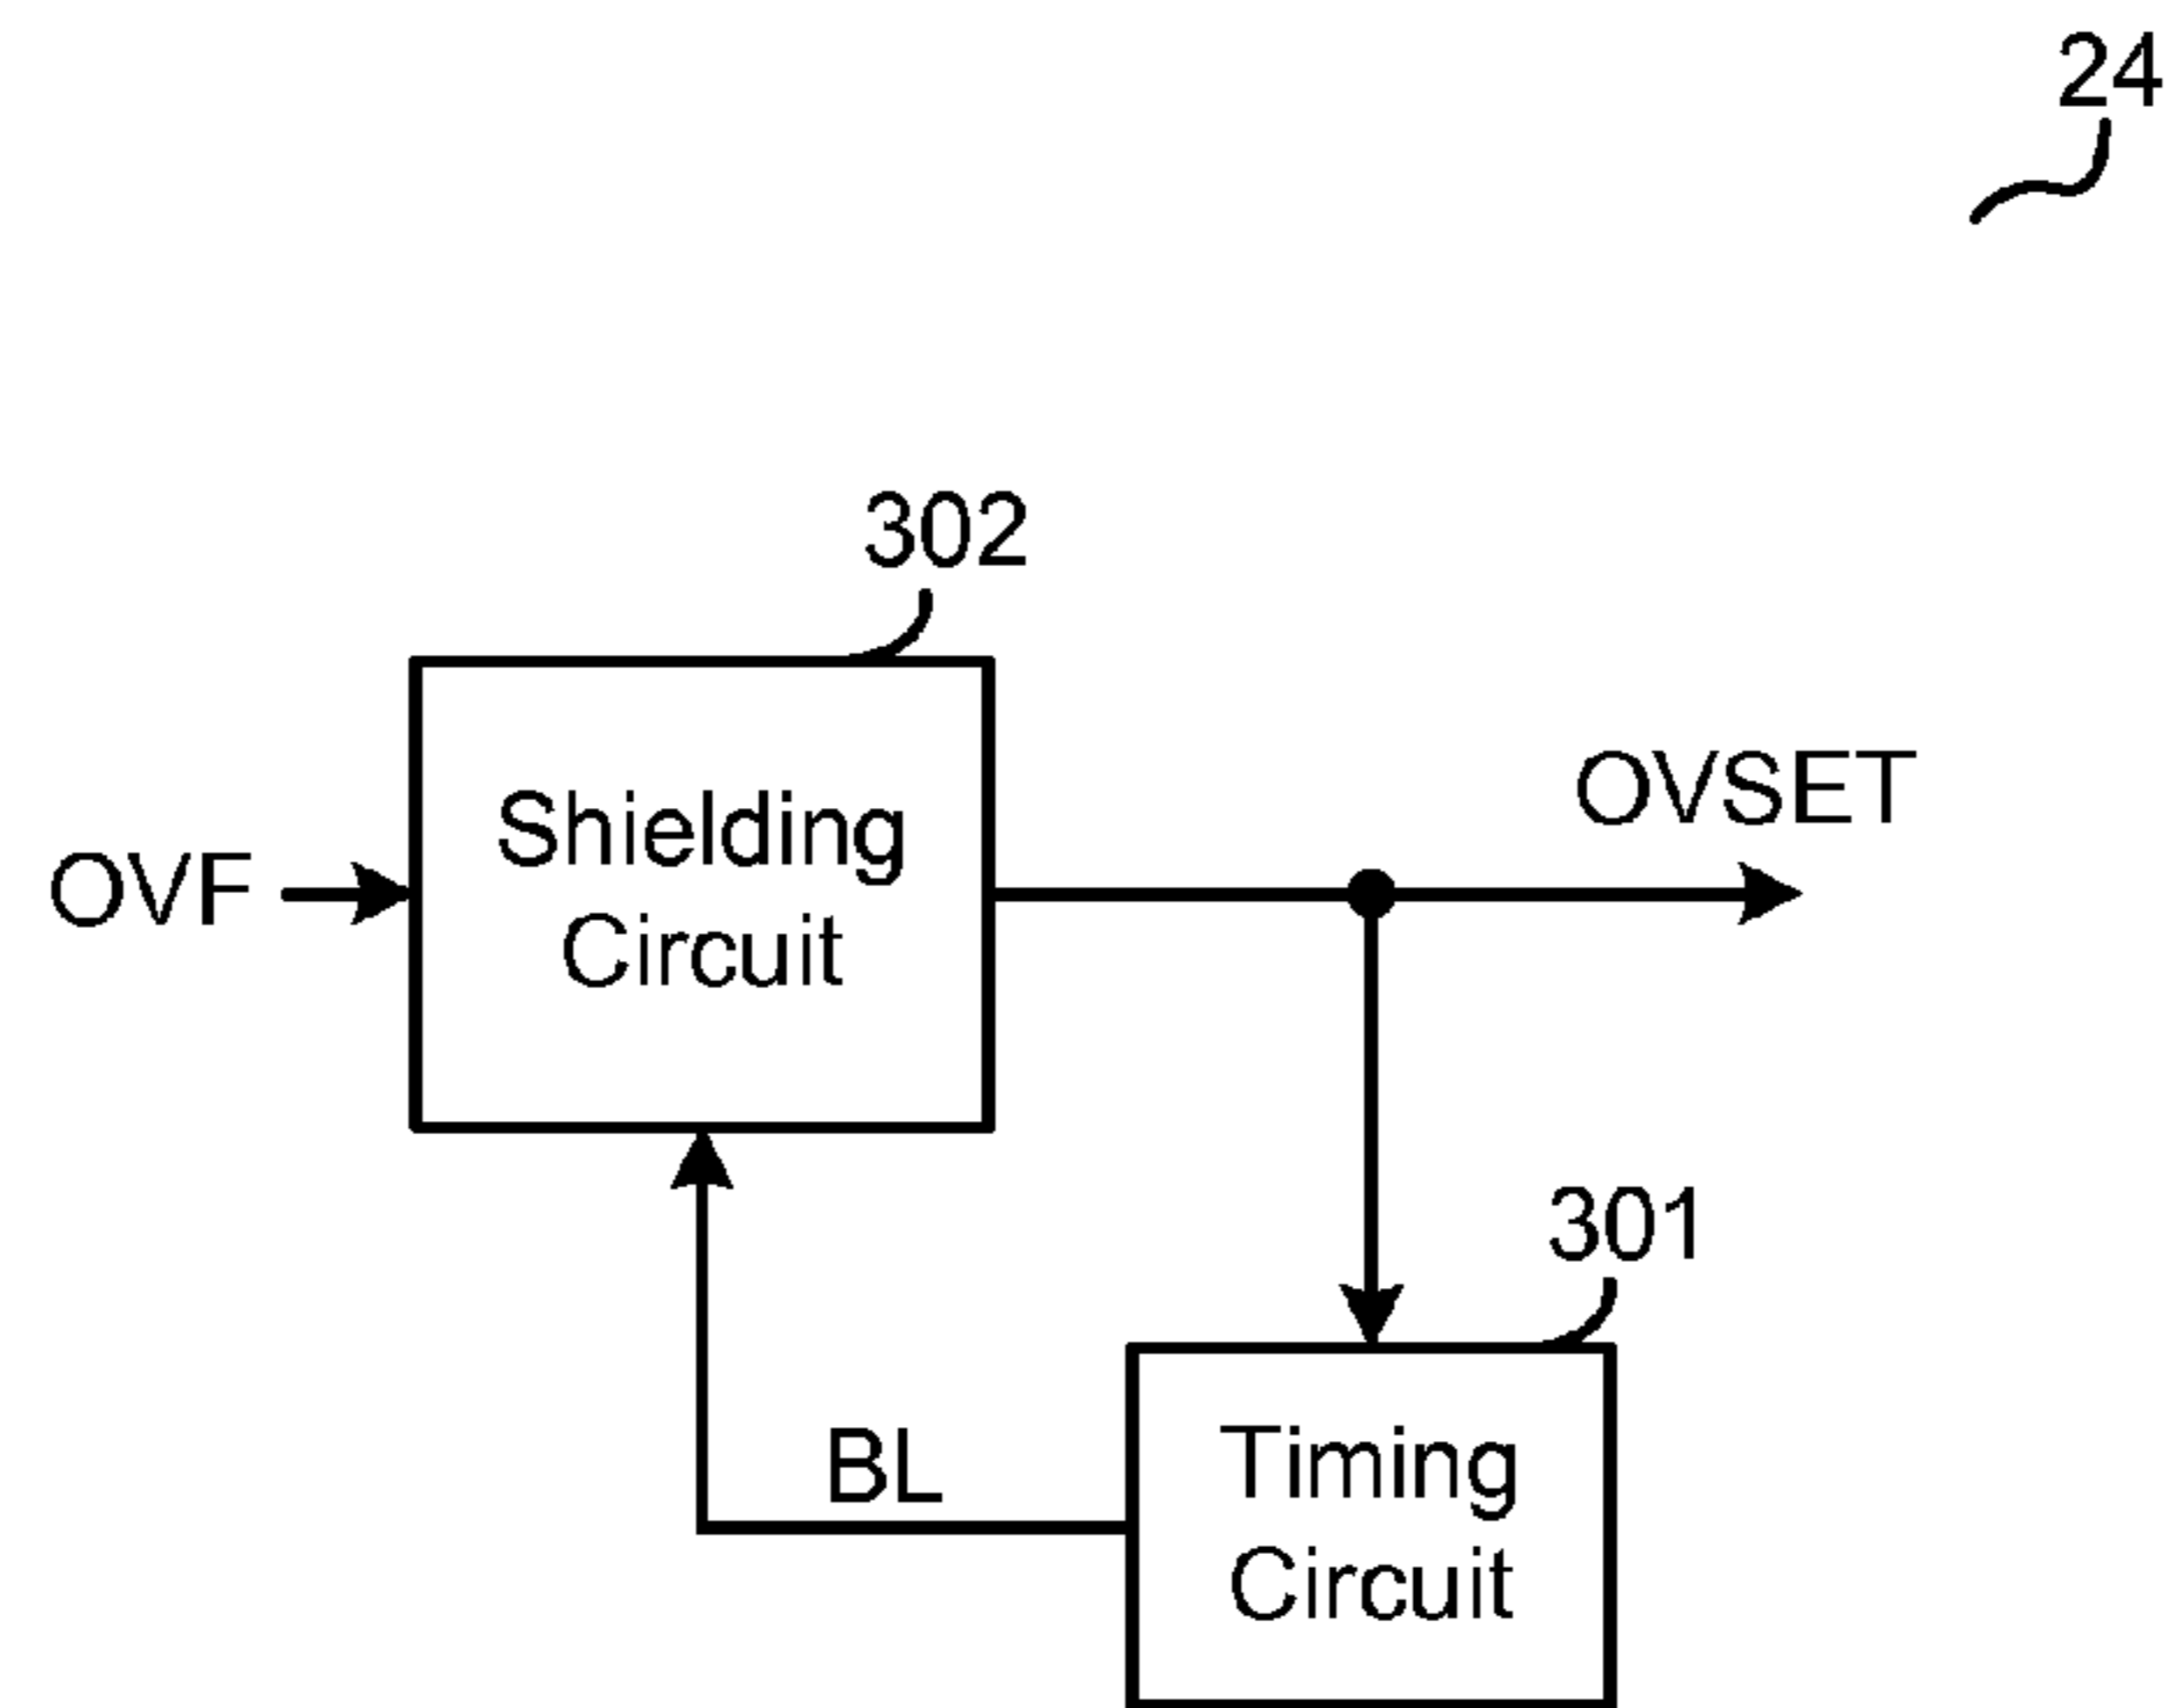 24
302
Shielding
Circuit
OVF
OVSET
301
BL
Timing
Circuit